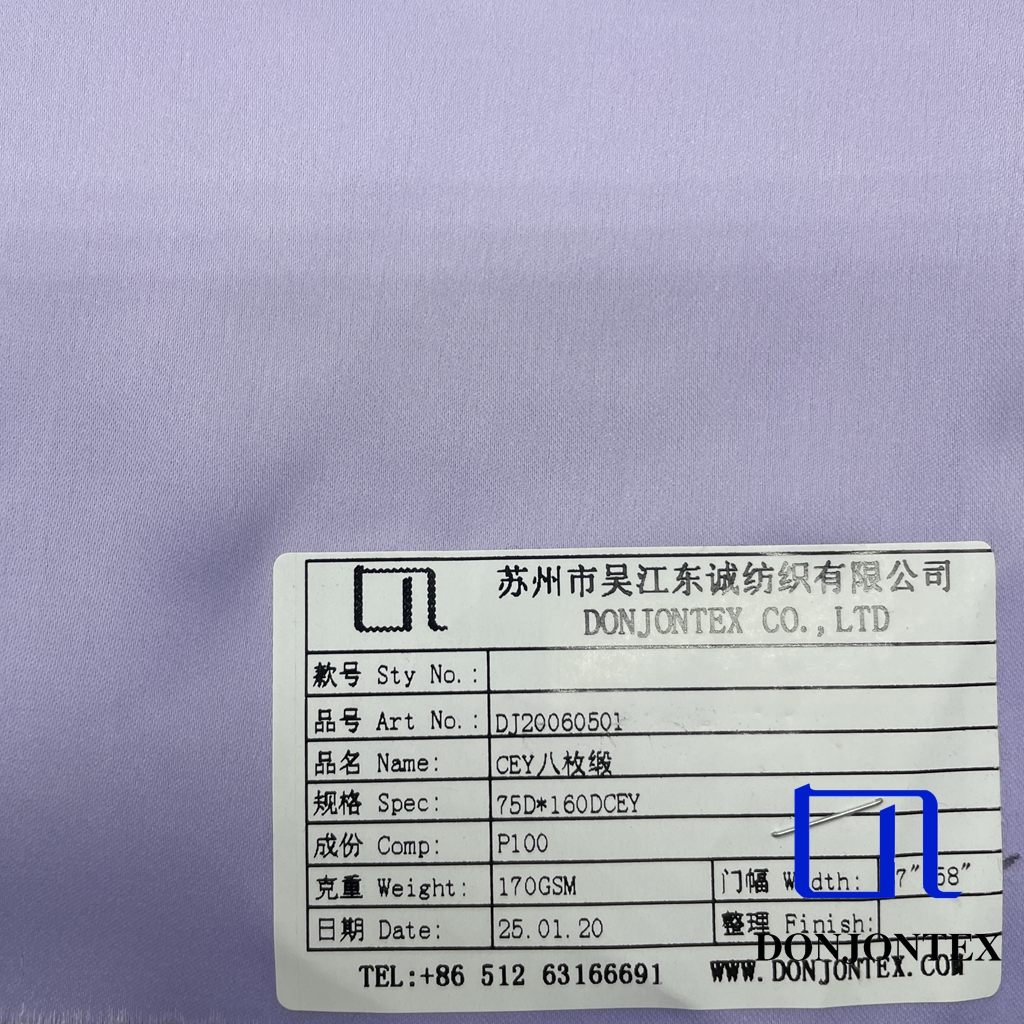 苏州市吴江东诚纺织有限公司
DONJONTEX CO.,LTD
款号 Sty No.:
品号 Art No.: DJ20060501
品名 Name: CEY八枚缎
规格 Spec: 75D*160DCEY
成份 Comp: P100
克重 Weight: 170GSM 门幅 Width: 7" 58"
日期 Date: 25.01.20 整理 Finish:
DONJONTEX
TEL:+86 512 63166691 WWW.DONJONTEX.COM